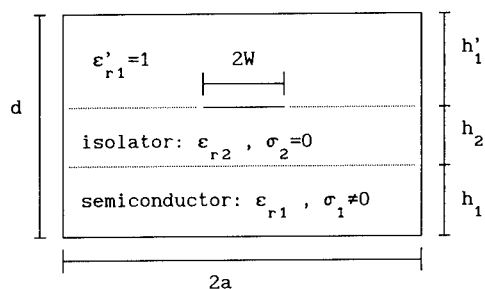 ε'r1=1
2W
h'1
d
isolator: εr2 , σ2=0
h2
semiconductor: εr1 , σ1≠0
h1
2a